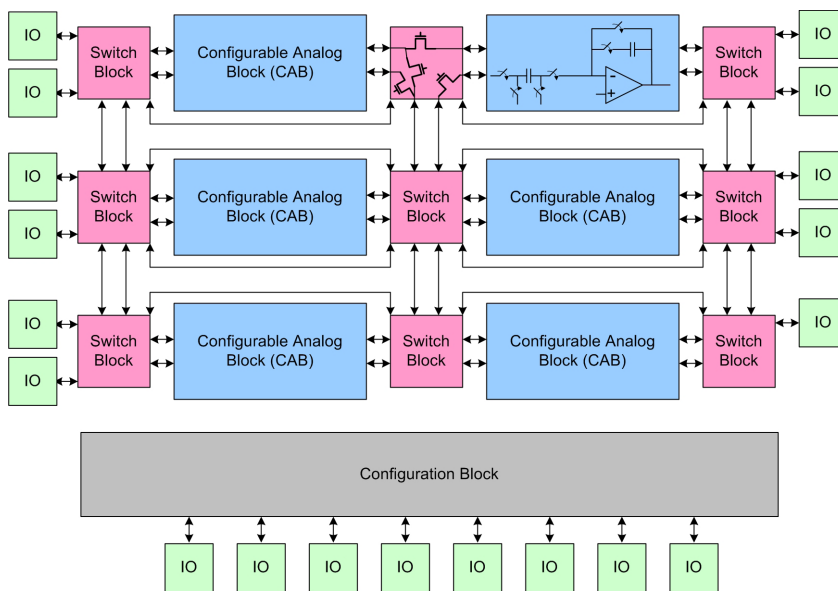 IO
Switch
Block
Configurable Analog
Block (CAB)
Switch
Block
IO
IO
IO
IO
Switch
Block
Configurable Analog
Block (CAB)
Switch
Block
Configurable Analog
Block (CAB)
Switch
Block
IO
IO
IO
IO
Switch
Block
Configurable Analog
Block (CAB)
Switch
Block
Configurable Analog
Block (CAB)
Switch
Block
IO
IO
Configuration Block
IO
IO
IO
IO
IO
IO
IO
IO